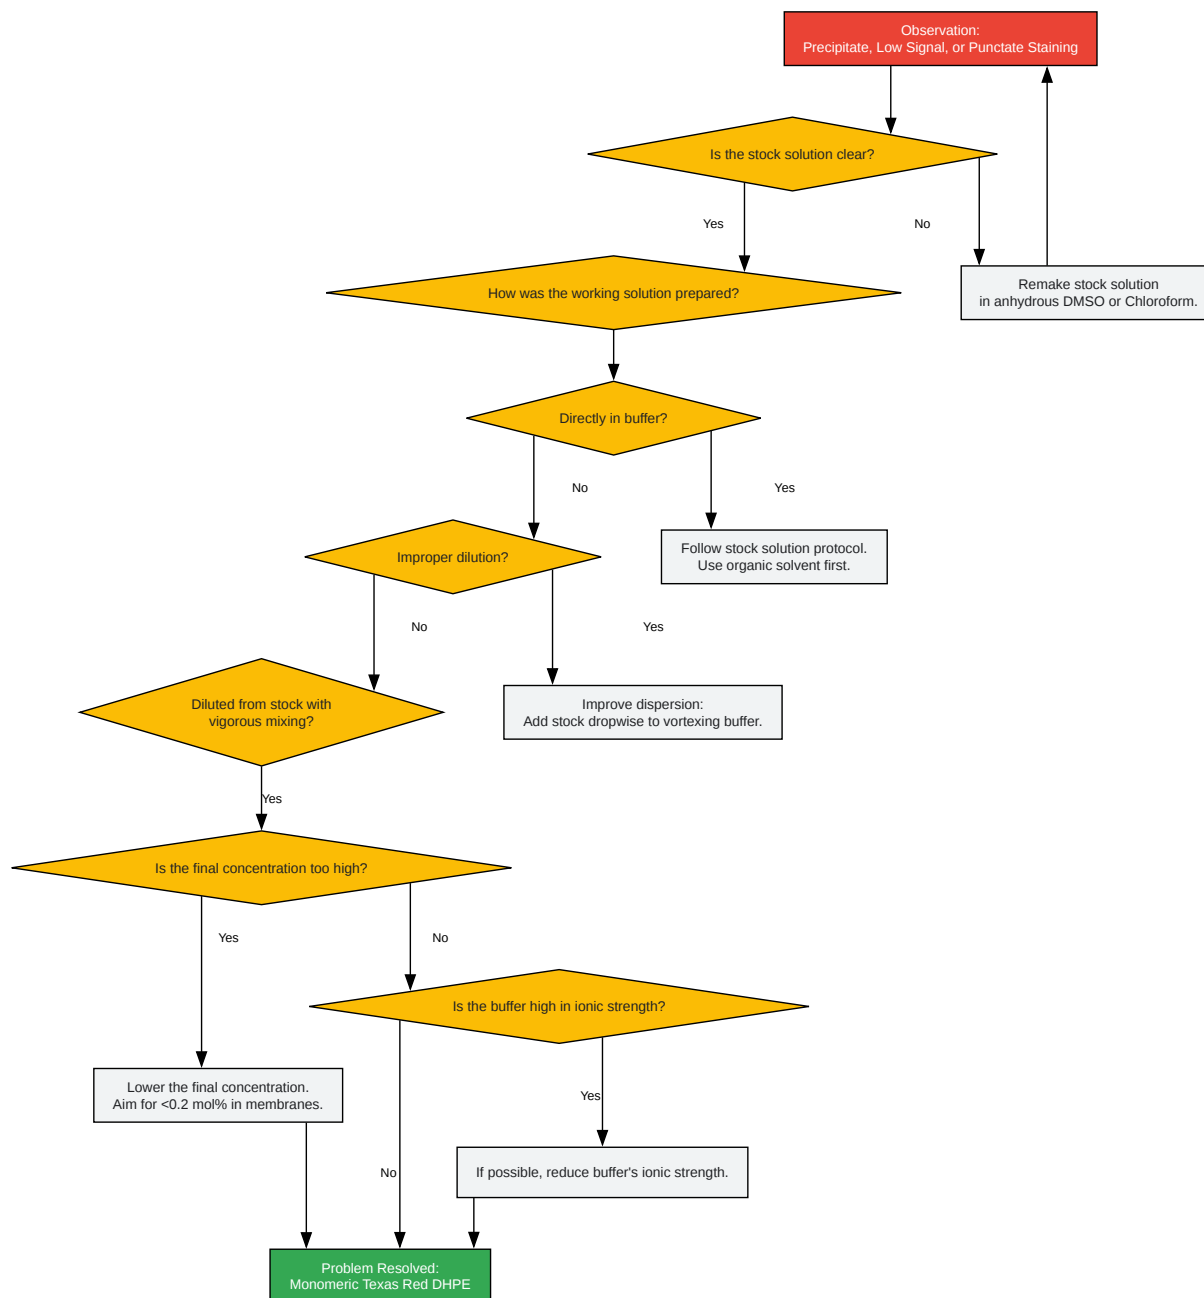 Observation:
Precipitate, Low Signal, or Punctate Staining
Is the stock solution clear?
Yes
No
How was the working solution prepared?
Remake stock solution
in anhydrous DMSO or Chloroform.
Directly in buffer?
No
Yes
Improper dilution?
Follow stock solution protocol.
Use organic solvent first.
No
Yes
Diluted from stock with
vigorous mixing?
Improve dispersion:
Add stock dropwise to vortexing buffer.
Yes
Is the final concentration too high?
Yes
No
Is the buffer high in ionic strength?
Lower the final concentration.
Aim for <0.2 mol% in membranes.
Yes
No
If possible, reduce buffer's ionic strength.
Problem Resolved:
Monomeric Texas Red DHPE